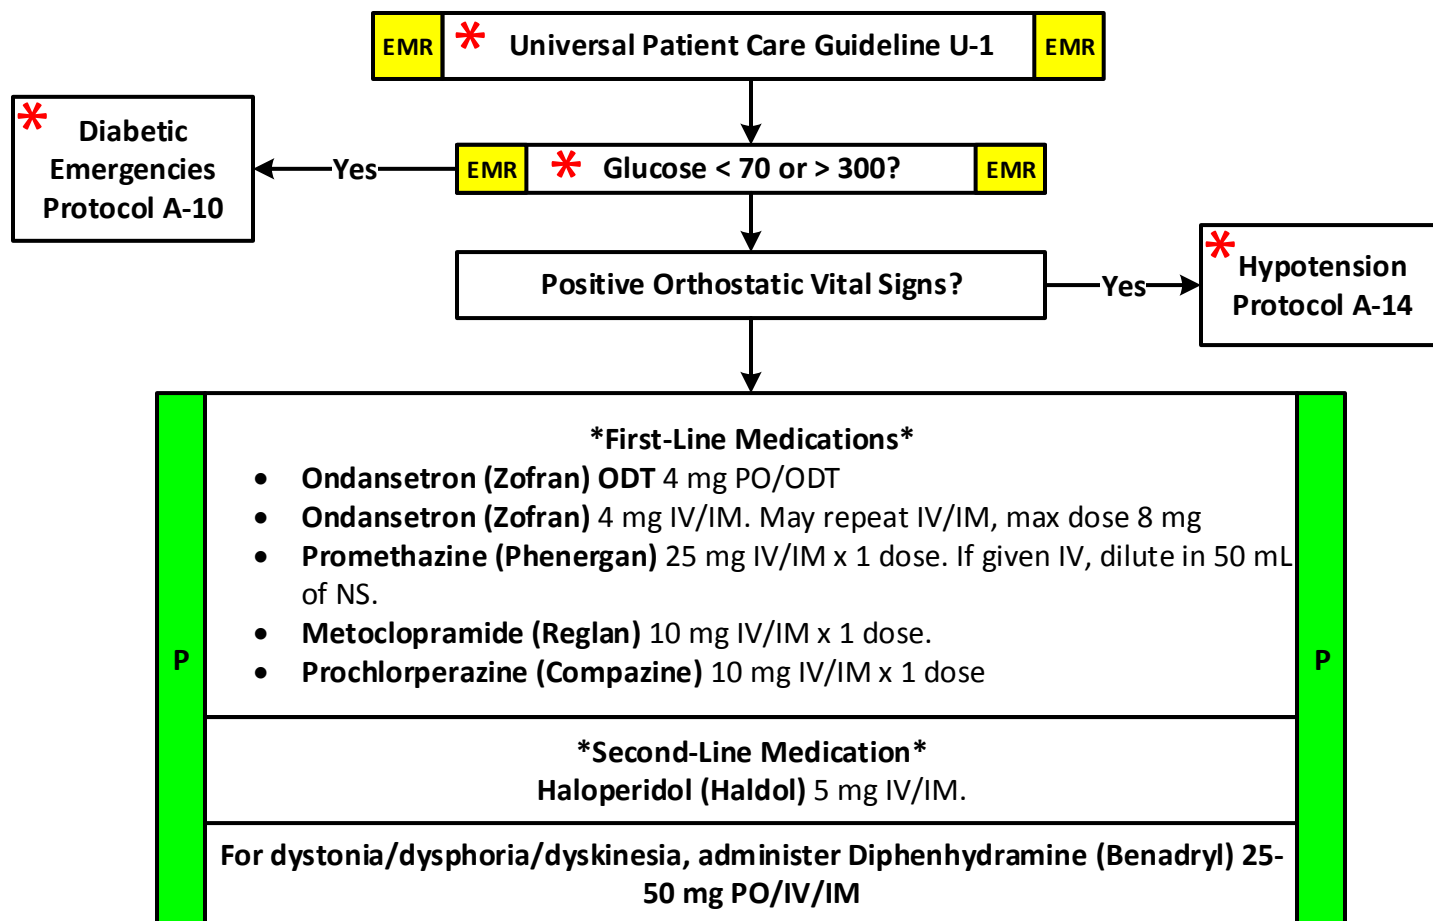 EMR * Universal Patient Care Guideline U-1 EMR
* Diabetic
Emergencies
Protocol A-10
Yes
EMR * Glucose < 70 or > 300? EMR
Positive Orthostatic Vital Signs?
Yes
* Hypotension
Protocol A-14
P
*First-Line Medications*
• Ondansetron (Zofran) ODT 4 mg PO/ODT
• Ondansetron (Zofran) 4 mg IV/IM. May repeat IV/IM, max dose 8 mg
• Promethazine (Phenergan) 25 mg IV/IM x 1 dose. If given IV, dilute in 50 mL
of NS.
• Metoclopramide (Reglan) 10 mg IV/IM x 1 dose.
• Prochlorperazine (Compazine) 10 mg IV/IM x 1 dose
P
*Second-Line Medication*
Haloperidol (Haldol) 5 mg IV/IM.
For dystonia/dysphoria/dyskinesia, administer Diphenhydramine (Benadryl) 25-
50 mg PO/IV/IM